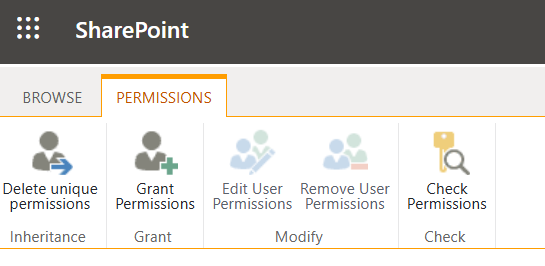 SharePoint
BROWSE
PERMISSIONS
Delete unique
permissions
Grant
Permissions
Edit User
Permissions
Remove User
Permissions
Check
Permissions
Inheritance
Grant
Modify
Check